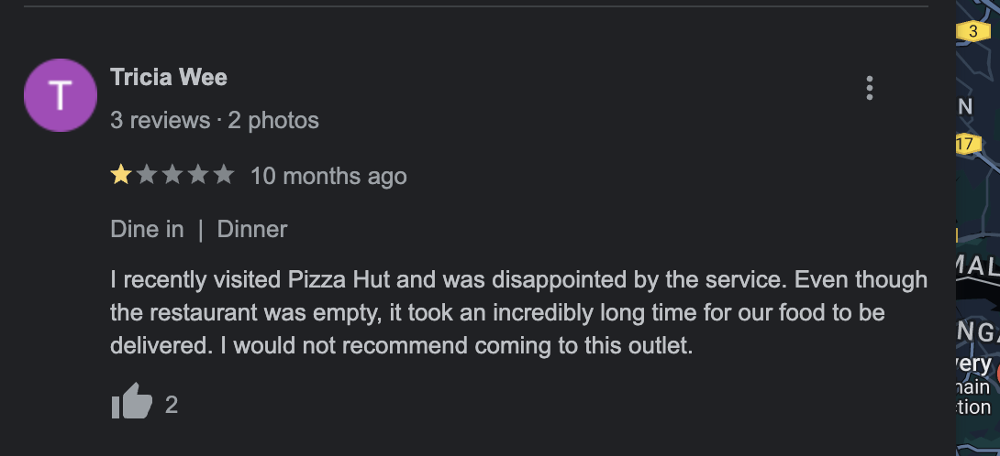 T
Tricia Wee
3 reviews · 2 photos
10 months ago
Dine in | Dinner
I recently visited Pizza Hut and was disappointed by the service. Even though
the restaurant was empty, it took an incredibly long time for our food to be
delivered. I would not recommend coming to this outlet.
2
3
N
17
MAL
NGA
very
main
tion